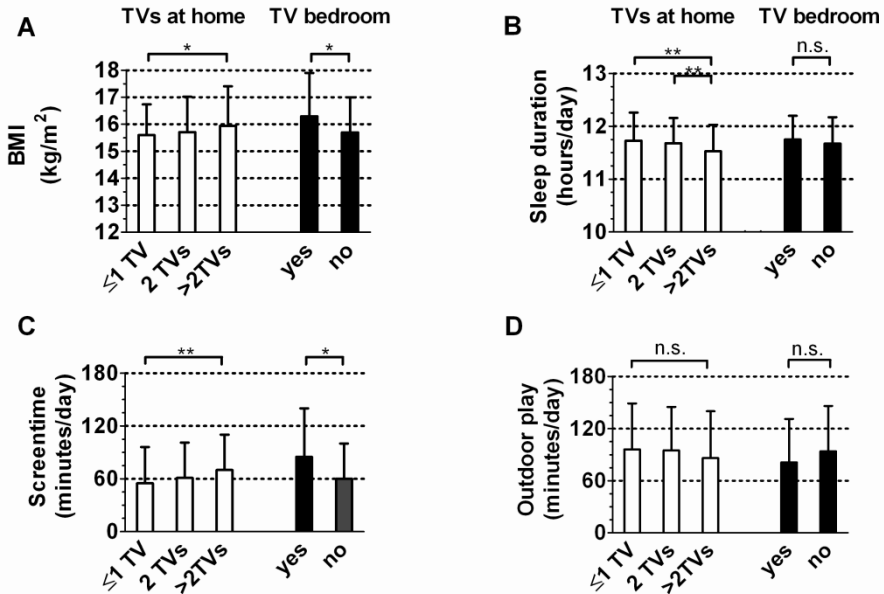 A
TVs at home TV bedroom
* *
BMI
(kg/m²)
18
17
16
15
14
13
12
≤1 TV 2 TVs >2TVs yes no
B
TVs at home TV bedroom
** n.s.
**
Sleep duration
(hours/day)
13
12
11
10
≤1 TV 2 TVs >2TVs yes no
C
** *
Screentime
(minutes/day)
180
120
60
0
≤1 TV 2 TVs >2TVs yes no
D
n.s. n.s.
Outdoor play
(minutes/day)
180
120
60
0
≤1 TV 2 TVs >2TVs yes no